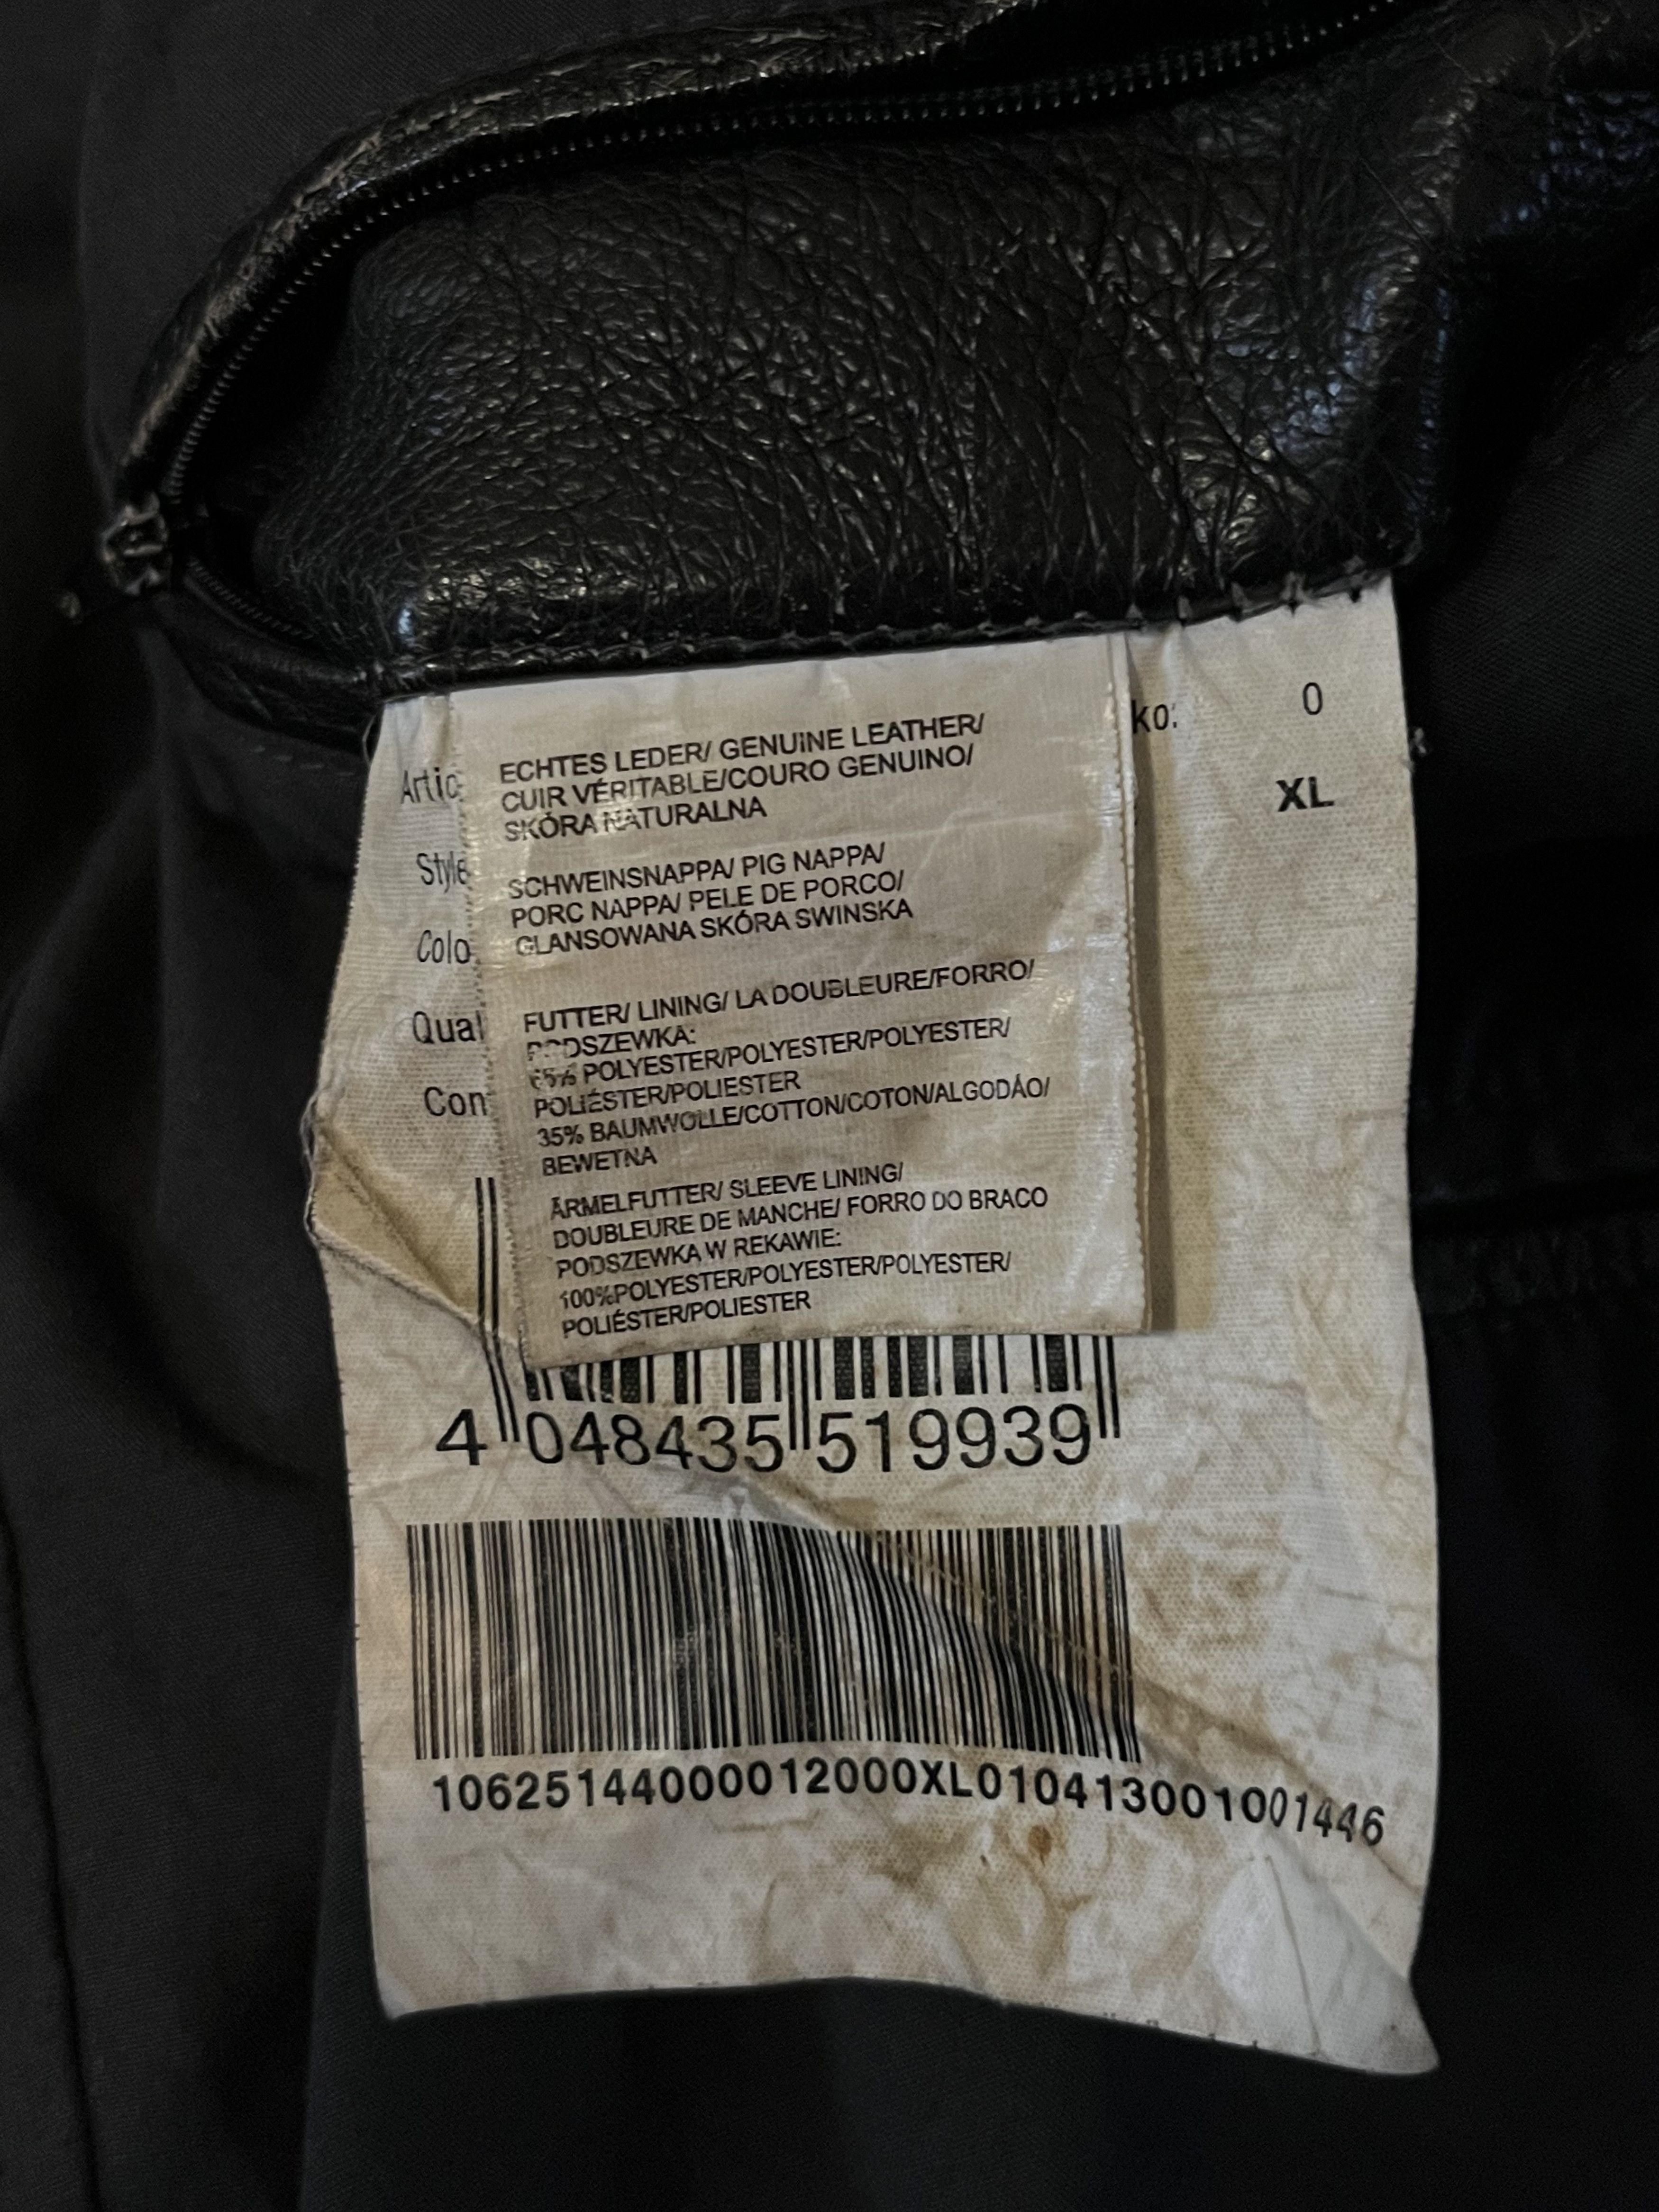 ko: 0
XL
Artic
Style
Colo
Qual
Con
ECHTES LEDER/ GENUINE LEATHER/
CUIR VÉRITABLE/COURO GENUINO/
SKÓRA NATURALNA
SCHWEINSNAPPA/ PIG NAPPA/
PORC NAPPA/ PELE DE PORCO/
GLANSOWANA SKÓRA SWINSKA
FUTTER/ LINING/ LA DOUBLEURE/FORRO/
PODSZEWKA:
65% POLYESTER/POLYESTER/POLYESTER/
POLIÉSTER/POLIESTER
35% BAUMWOLLE/COTTON/COTON/ALGODÃO/
BEWETNA
ÄRMELFUTTER/ SLEEVE LINING/
DOUBLEURE DE MANCHE/ FORRO DO BRACO
PODSZEWKA W REKAWIE:
100%POLYESTER/POLYESTER/POLYESTER/
POLIÉSTER/POLIESTER
4 048435 519939
10625144000012000XL010413001001446